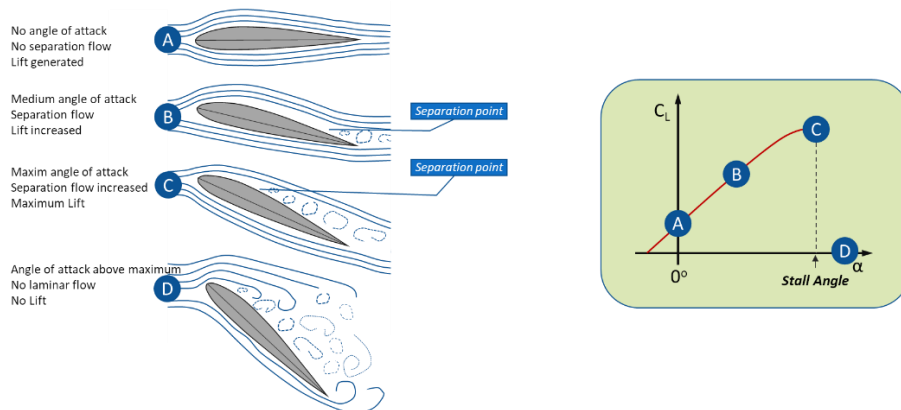 No angle of attack
No separation flow
Lift generated
A
Medium angle of attack
Separation flow
Lift increased
B
Separation point
Maxim angle of attack
Separation flow increased
Maximum Lift
C
Separation point
Angle of attack above maximum
No laminar flow
No Lift
D
C_L
C
B
A
D
0°
α
Stall Angle